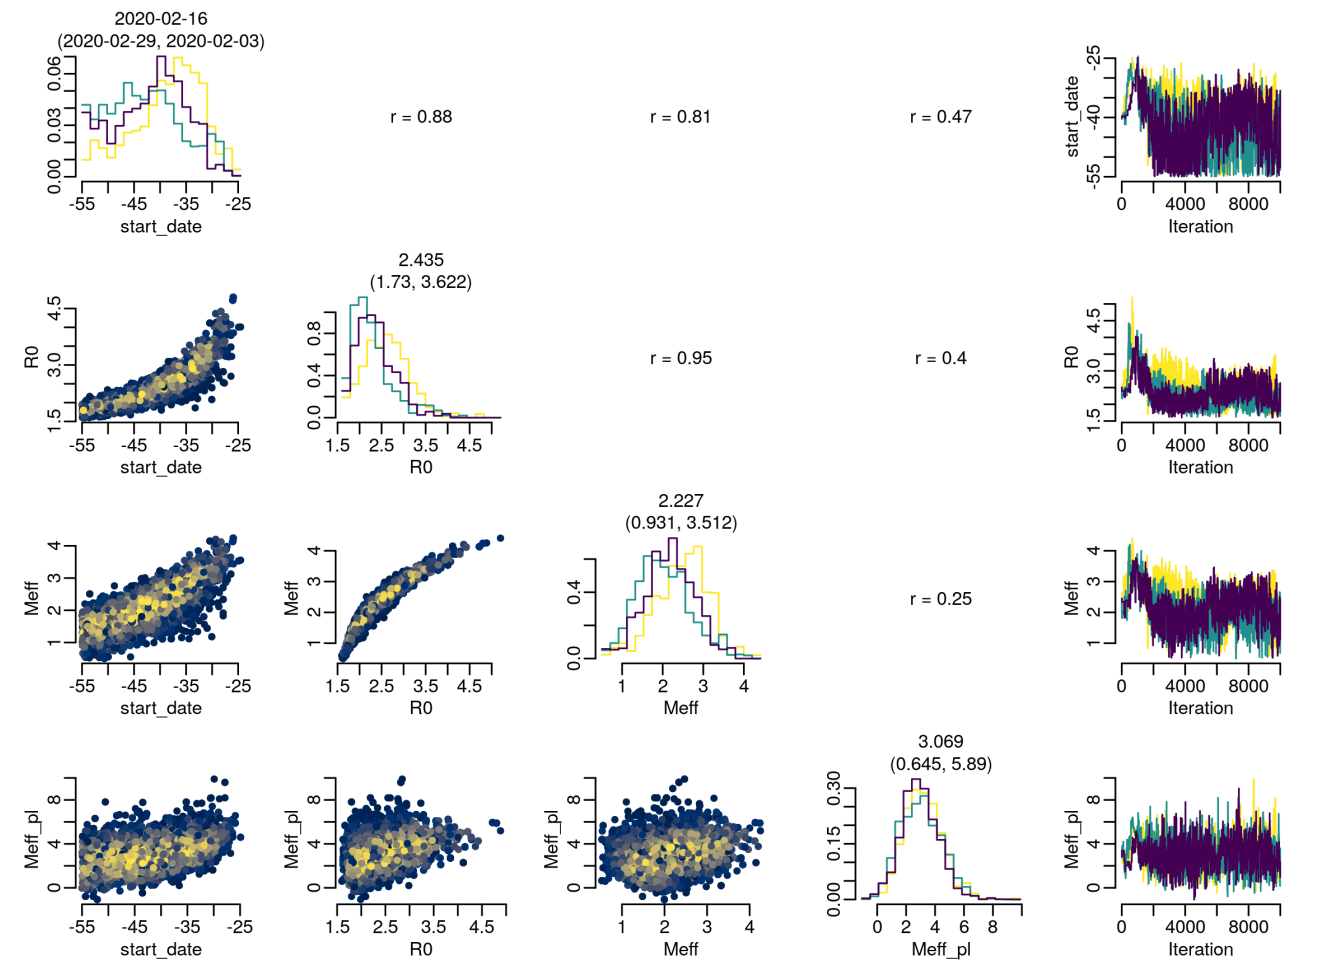 2020-02-16
(2020-02-29, 2020-02-03)
0.00 0.03 0.06
-55 -45 -35 -25
start_date
r = 0.88
r = 0.81
r = 0.47
start_date
-55 -40 -25
0 4000 8000
Iteration
R0
1.5 3.0 4.5
-55 -45 -35 -25
start_date
2.435
(1.73, 3.622)
0.0 0.4 0.8
1.5 2.5 3.5 4.5
R0
r = 0.95
r = 0.4
R0
1.5 3.0 4.5
0 4000 8000
Iteration
Meff
1 2 3 4
-55 -45 -35 -25
start_date
Meff
1 2 3 4
1.5 2.5 3.5 4.5
R0
2.227
(0.931, 3.512)
0.0 0.4
1 2 3 4
Meff
r = 0.25
Meff
1 2 3 4
0 4000 8000
Iteration
Meff_pl
0 4 8
-55 -45 -35 -25
start_date
Meff_pl
0 4 8
1.5 2.5 3.5 4.5
R0
Meff_pl
0 4 8
1 2 3 4
Meff
3.069
(0.645, 5.89)
0.00 0.15 0.30
0 2 4 6 8
Meff_pl
Meff_pl
0 4 8
0 4000 8000
Iteration